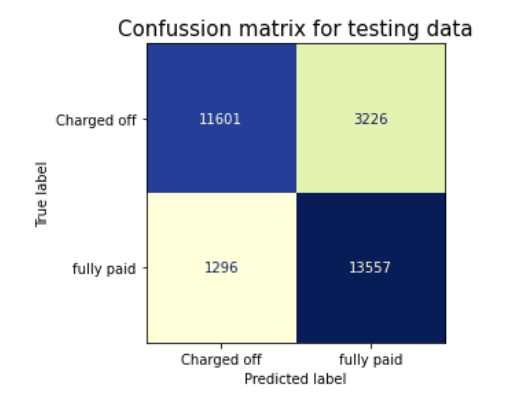 Confussion matrix for testing data
Charged off
11601
3226
True label
fully paid
1296
13557
Charged off
fully paid
Predicted label